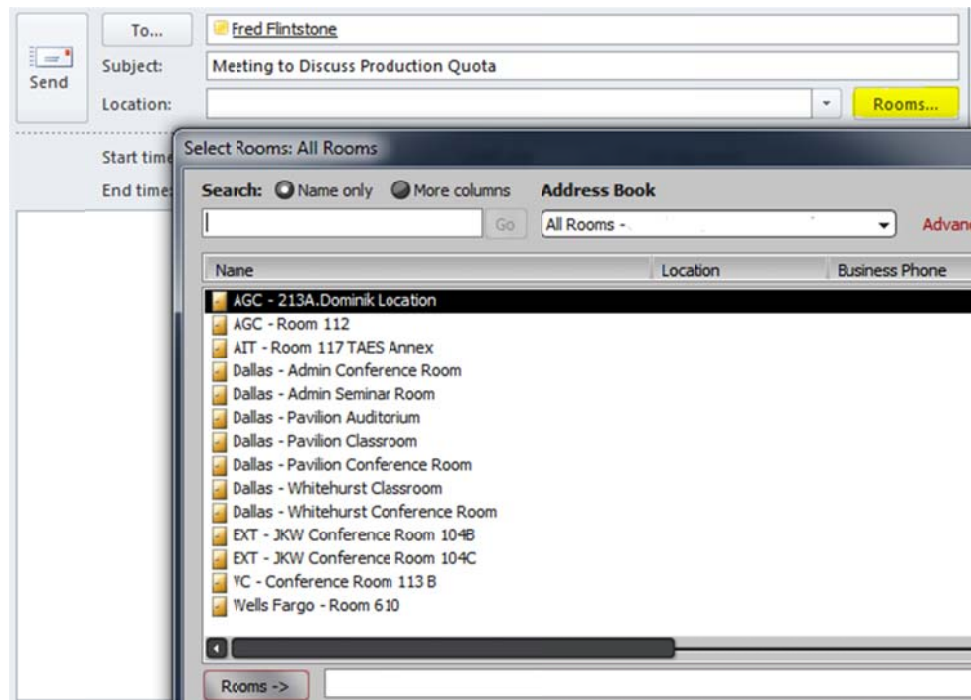 To...
Fred Flintstone
Send
Subject:
Meeting to Discuss Production Quota
Location:
Rooms...
Start time
Select Rooms: All Rooms
End time:
Search: Name only More columns Address Book
Go All Rooms - Advanc
Name Location Business Phone
AGC - 213A.Dominik Location
AGC - Room 112
AIT - Room 117 TAES Annex
Dallas - Admin Conference Room
Dallas - Admin Seminar Room
Dallas - Pavilion Auditorium
Dallas - Pavilion Classroom
Dallas - Pavilion Conference Room
Dallas - Whitehurst Classroom
Dallas - Whitehurst Conference Room
EXT - JKW Conference Room 104B
EXT - JKW Conference Room 104C
YC - Conference Room 113 B
Wells Fargo - Room 610
Rooms ->